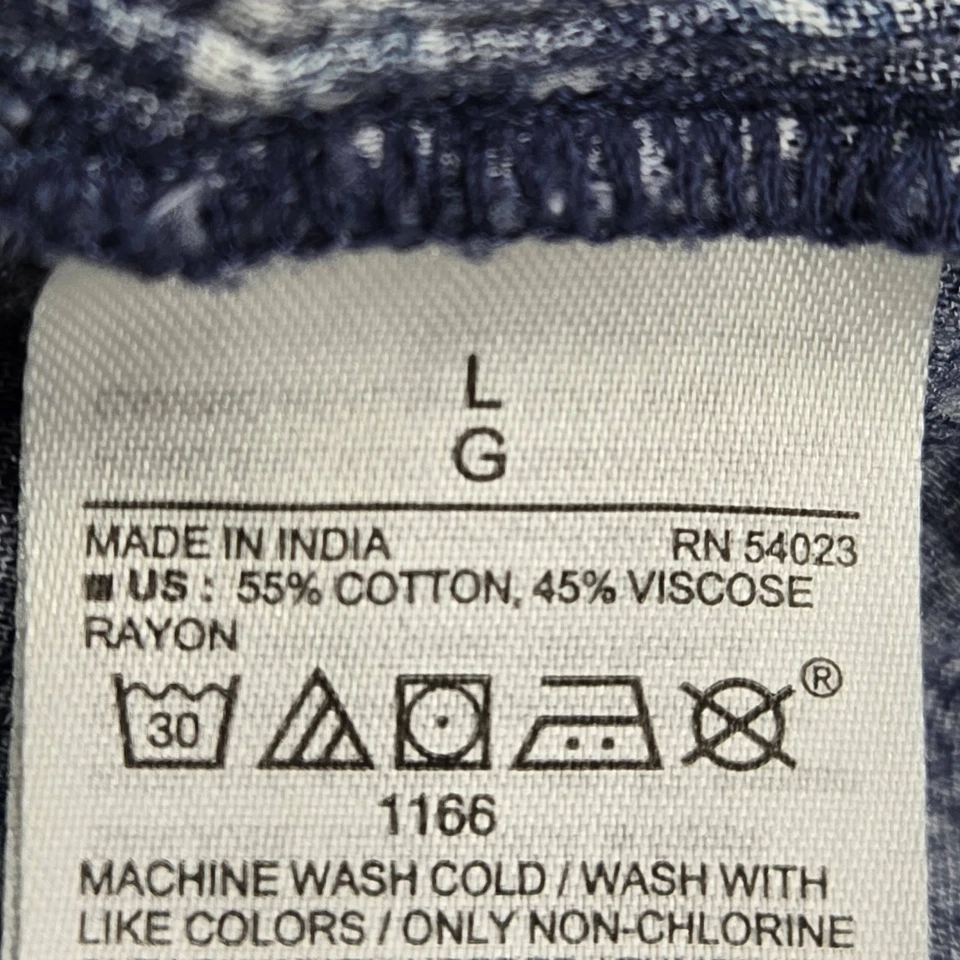 L
G
MADE IN INDIA RN 54023
US : 55% COTTON, 45% VISCOSE
RAYON
30 ®
1166
MACHINE WASH COLD / WASH WITH
LIKE COLORS / ONLY NON-CHLORINE